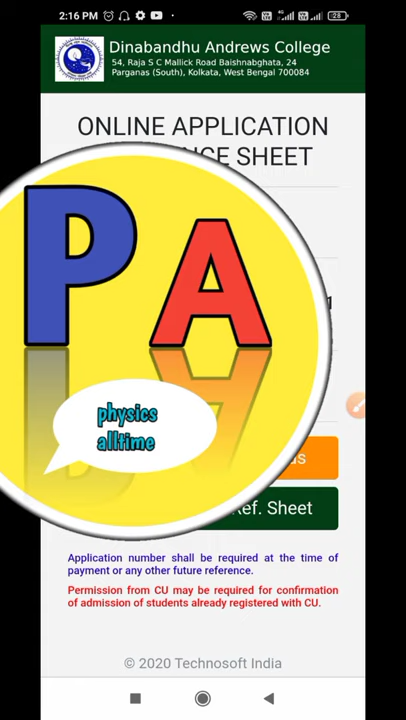 2:16 PM
28
Dinabandhu Andrews College
54, Raja S C Mallick Road Baishnabghata, 24
Parganas (South), Kolkata, West Bengal 700084
ONLINE APPLICATION
SHEET
PA
physics
alltime
Ref. Sheet
Application number shall be required at the time of
payment or any other future reference.
Permission from CU may be required for confirmation
of admission of students already registered with CU.
© 2020 Technosoft India